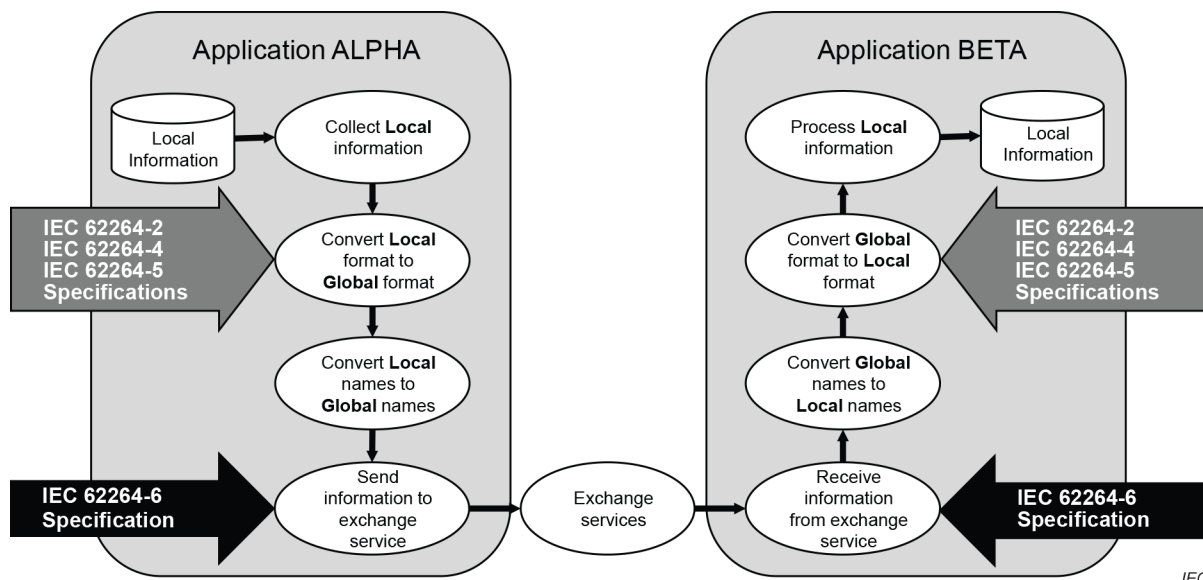 Application ALPHA
Local
Information
Collect Local
information
IEC 62264-2
IEC 62264-4
IEC 62264-5
Specifications
Convert Local
format to
Global format
Convert Local
names to
Global names
IEC 62264-6
Specification
Send
information to
exchange
service
Exchange
services
Application BETA
Process Local
information
Local
Information
Convert Global
format to Local
format
IEC 62264-2
IEC 62264-4
IEC 62264-5
Specifications
Convert Global
names to
Local names
Receive
information
from exchange
service
IEC 62264-6
Specification